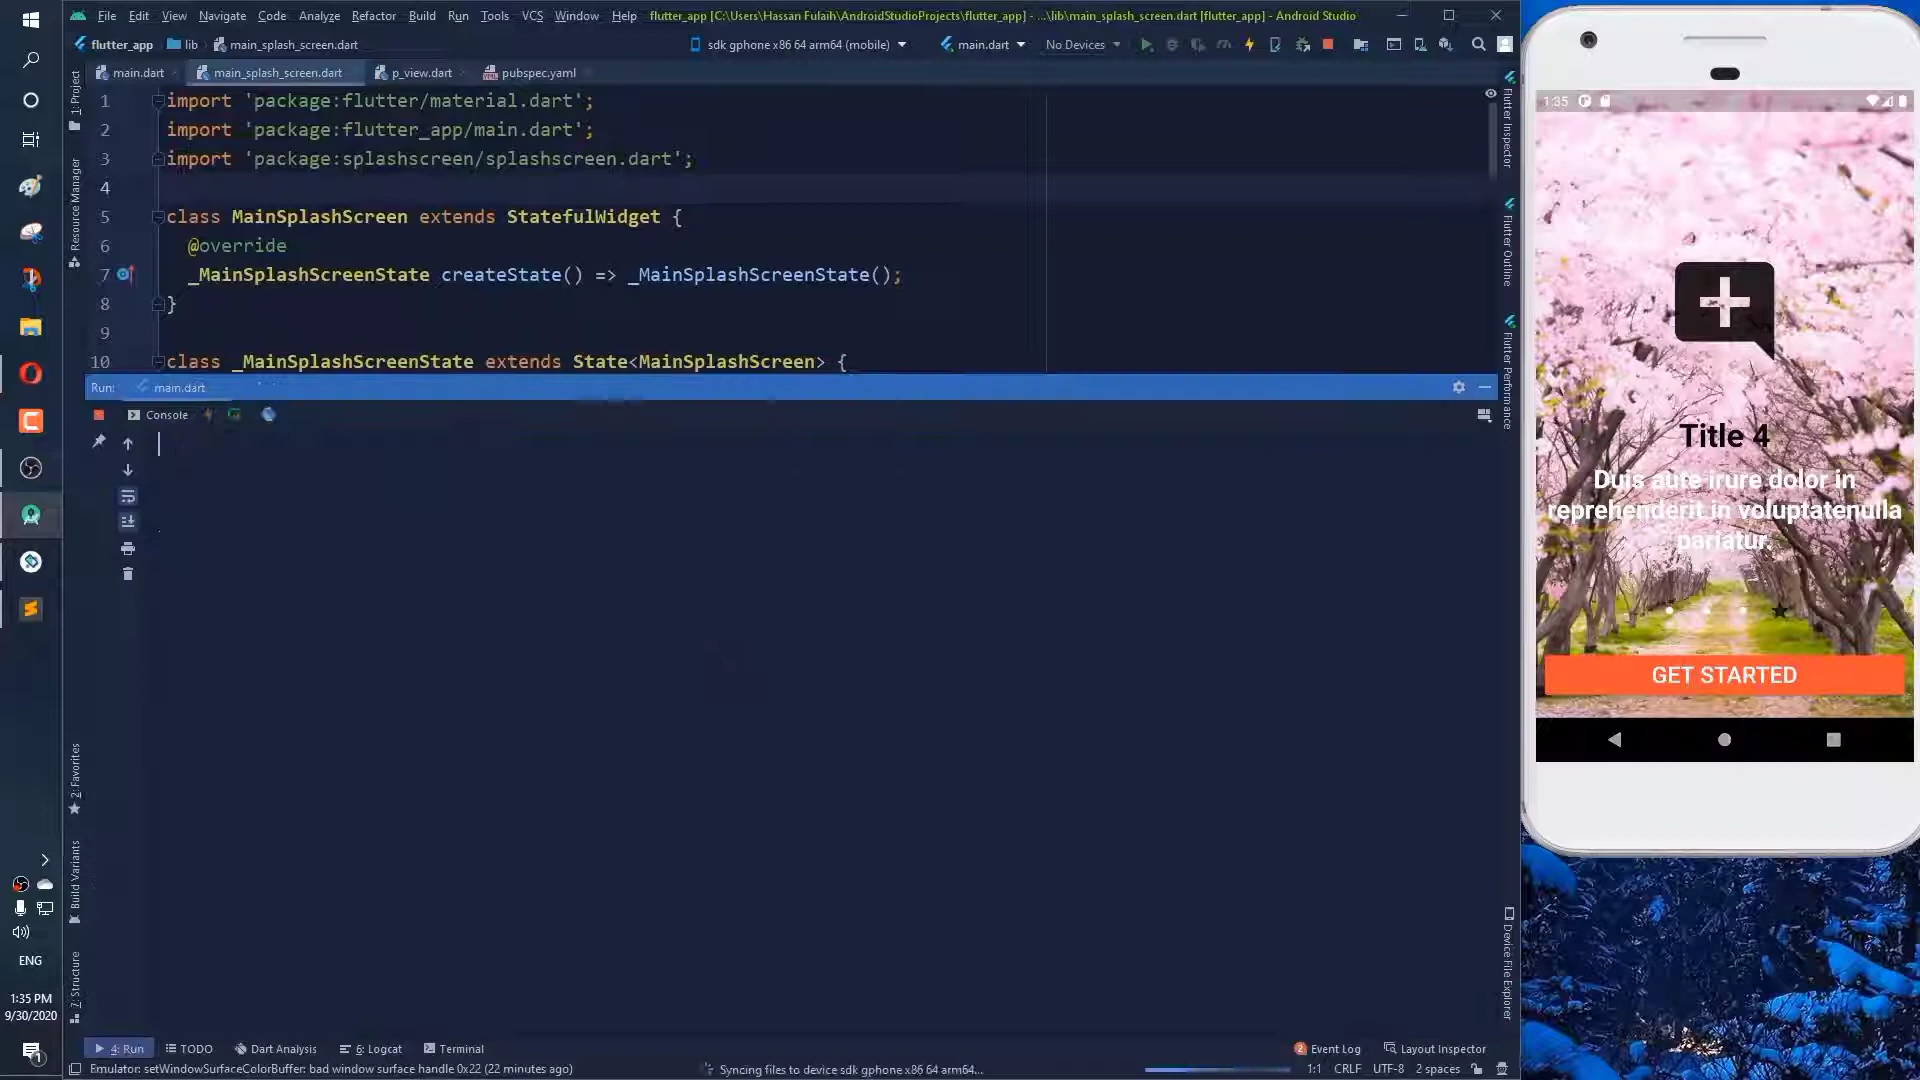 File Edit View Navigate Code Analyze Refactor Build Run Tools VCS Window Help flutter_app [C:\Users\Hassan Fulaih\AndroidStudioProjects\flutter_app] - ...\lib\main_splash_screen.dart [flutter_app] - Android Studio
flutter_app lib main_splash_screen.dart sdk gphone x86 64 arm64 (mobile) main.dart No Devices
main.dart main_splash_screen.dart p_view.dart pubspec.yaml
1 import 'package:flutter/material.dart';
2 import 'package:flutter_app/main.dart';
3 import 'package:splashscreen/splashscreen.dart';
4
5 class MainSplashScreen extends StatefulWidget {
6 @override
7 _MainSplashScreenState createState() => _MainSplashScreenState();
8 }
9
10 class _MainSplashScreenState extends State<MainSplashScreen> {
Run: main.dart
Console
1: Project
Resource Manager
2: Favorites
Build Variants
7: Structure
Flutter Inspector
Flutter Outline
Flutter Performance
Device File Explorer
4: Run TODO Dart Analysis 6: Logcat Terminal 2 Event Log Layout Inspector
Emulator: setWindowSurfaceColorBuffer: bad window surface handle 0x22 (22 minutes ago) Syncing files to device sdk gphone x86 64 arm64... 1:1 CRLF UTF-8 2 spaces
ENG
1:35 PM
9/30/2020
1
1:35
Title 4
Duis aute irure dolor in
reprehenderit in voluptatenulla
pariatur.
GET STARTED